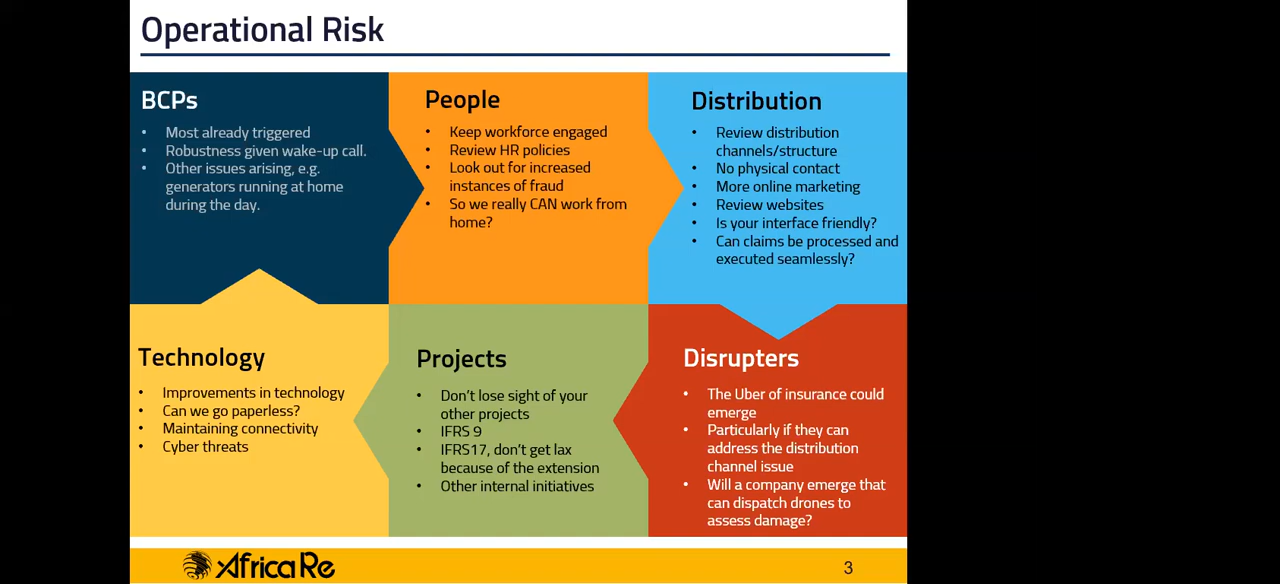 Operational Risk
BCPs
• Most already triggered
• Robustness given wake-up call.
• Other issues arising, e.g.
generators running at home
during the day.
People
• Keep workforce engaged
• Review HR policies
• Look out for increased
instances of fraud
• So we really CAN work from
home?
Distribution
• Review distribution
channels/structure
• No physical contact
• More online marketing
• Review websites
• Is your interface friendly?
• Can claims be processed and
executed seamlessly?
Technology
• Improvements in technology
• Can we go paperless?
• Maintaining connectivity
• Cyber threats
Projects
• Don't lose sight of your
other projects
• IFRS 9
• IFRS17, don't get lax
because of the extension
• Other internal initiatives
Disrupters
• The Uber of insurance could
emerge
• Particularly if they can
address the distribution
channel issue
• Will a company emerge that
can dispatch drones to
assess damage?
Africa Re
3